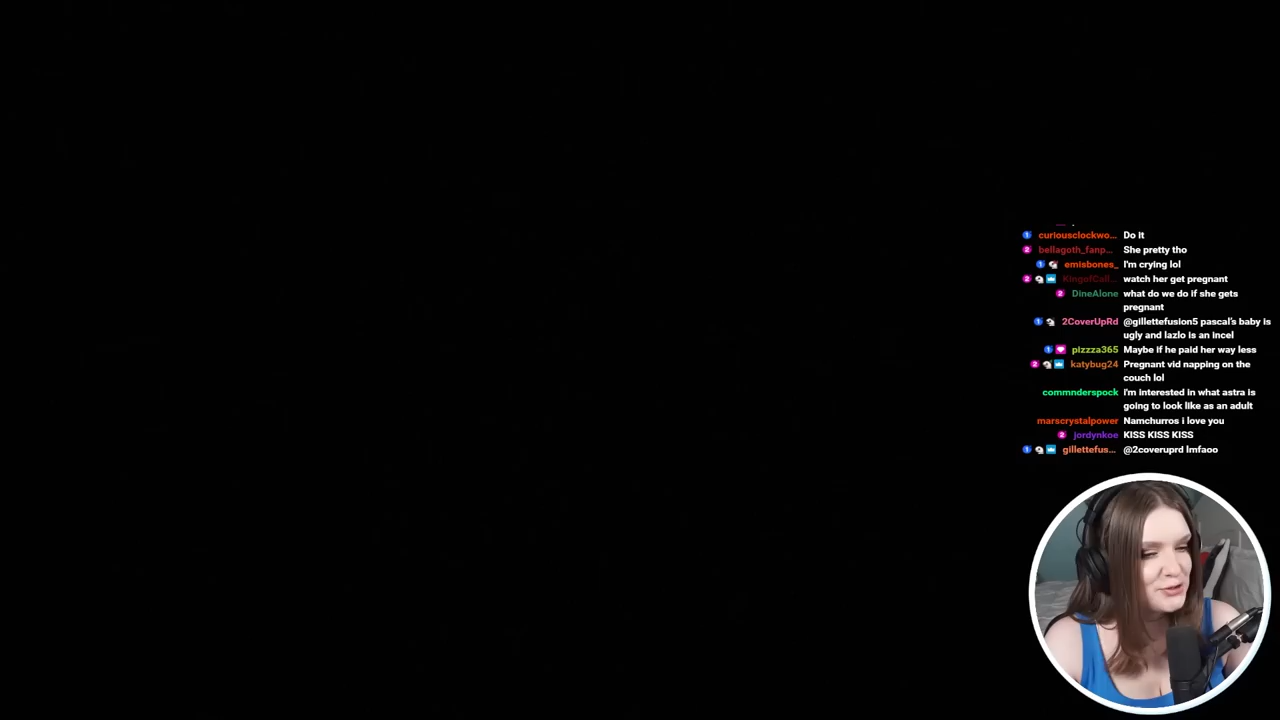 curiousclockwo... Do it
bellagoth_fanp... She pretty tho
emisbones_ I'm crying lol
KingofCali... watch her get pregnant
DineAlone what do we do if she gets
pregnant
2CoverUpRd @gillettefusion5 pascal's baby is
ugly and lazlo is an incel
pizzza365 Maybe if he paid her way less
katybug24 Pregnant vid napping on the
couch lol
commnderspock I'm interested in what astra is
going to look like as an adult
marscrystalpower Namchurros i love you
jordynkoe KISS KISS KISS
gillettefus... @2coveruprd lmfaoo